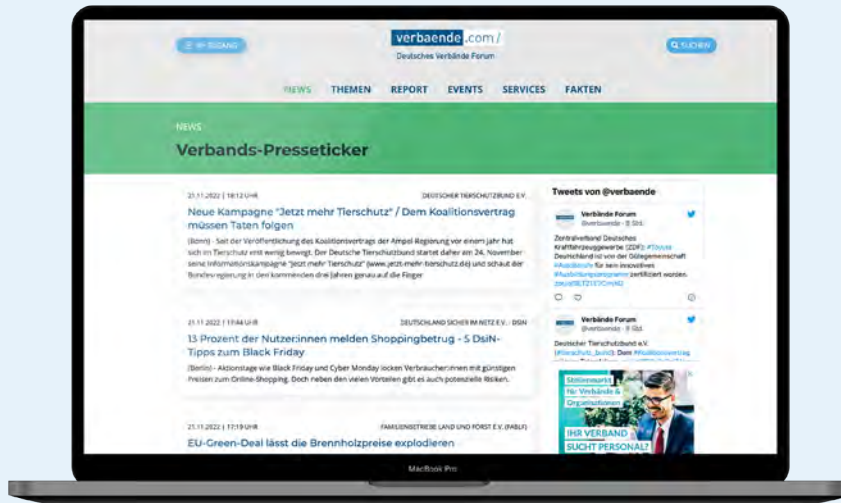 verbaende.com/
Deutsches Verbände Forum
SUCHEN
NEWS THEMEN REPORT EVENTS SERVICES FAKTEN
NEWS
Verbands-Presseticker
21.11.2022 | 18:12 UHR DEUTSCHER TIERSCHUTZBUND E.V.
Neue Kampagne "Jetzt mehr Tierschutz" / Dem Koalitionsvertrag
müssen Taten folgen
(Bonn) - Seit der Veröffentlichung des Koalitionsvertrags der Ampel-Regierung vor einem Jahr hat
sich im Tierschutz erst wenig bewegt. Der Deutsche Tierschutzbund startet daher am 24. November
seine Informationskampagne "Jetzt mehr Tierschutz" (www.jetzt-mehr-tierschutz.de) und schaut der
Bundesregierung in den kommenden drei Jahren genau auf die Finger
21.11.2022 | 17:44 UHR DEUTSCHLAND SICHER IM NETZ E.V. - DSIN
13 Prozent der Nutzer:innen melden Shoppingbetrug - 5 DsiN-
Tipps zum Black Friday
(Berlin) - Aktionstage wie Black Friday und Cyber Monday locken Verbraucher:innen mit günstigen
Preisen zum Online-Shopping. Doch neben den vielen Vorteilen gibt es auch potenzielle Risiken.
21.11.2022 | 17:19 UHR FAMILIENBETRIEBE LAND UND FORST E.V. (FABLF)
EU-Green-Deal lässt die Brennholzpreise explodieren
Tweets von @verbaende
Verbände Forum
@verbaende · 8 Std.
Zentralverband Deutsches
Kraftfahrzeuggewerbe (ZDF):
Deutschland ist von der Gütegemeinschaft
für sein innovatives
zertifiziert worden.
Verbände Forum
@verbaende · 8 Std.
Deutscher Tierschutzbund e.V.
(#tierschutz_bund): Dem #Koalitionsvertrag
Stellenmarkt
für Verbände &
Organisationen
IHR VERBAND
SUCHT PERSONAL?
MacBook Pro